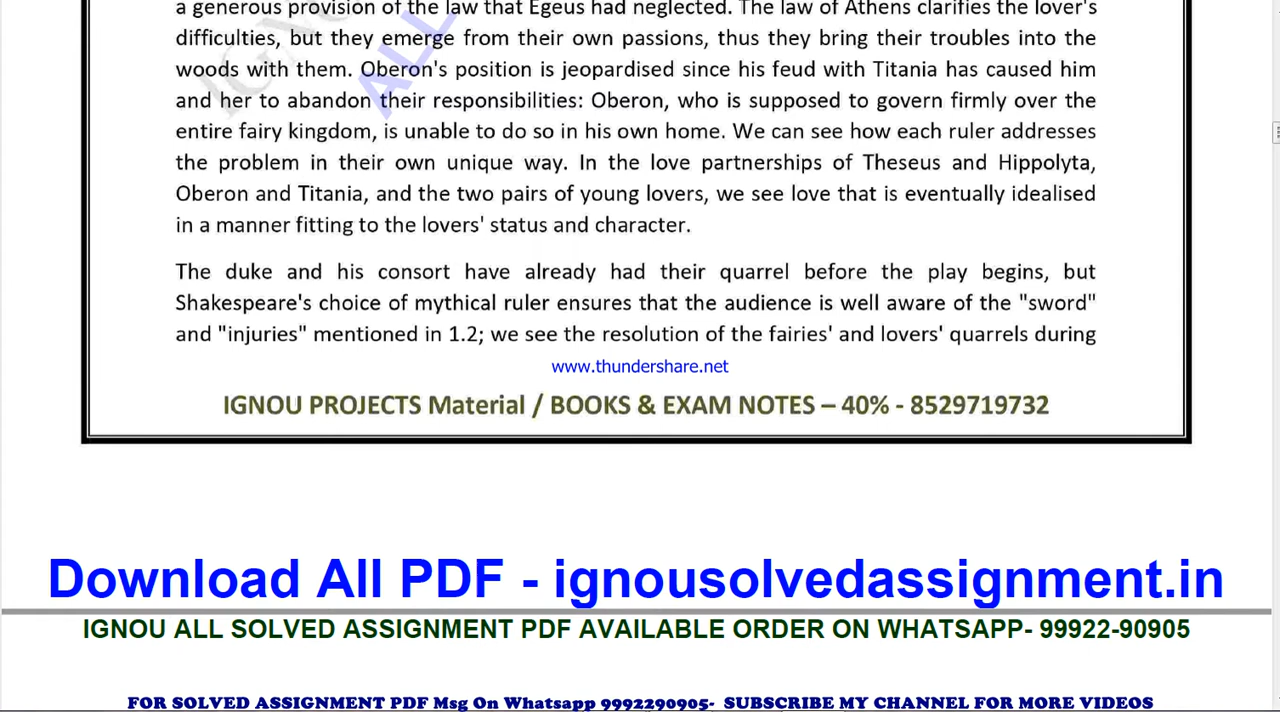 a generous provision of the law that Egeus had neglected. The law of Athens clarifies the lover's
difficulties, but they emerge from their own passions, thus they bring their troubles into the
woods with them. Oberon's position is jeopardised since his feud with Titania has caused him
and her to abandon their responsibilities: Oberon, who is supposed to govern firmly over the
entire fairy kingdom, is unable to do so in his own home. We can see how each ruler addresses
the problem in their own unique way. In the love partnerships of Theseus and Hippolyta,
Oberon and Titania, and the two pairs of young lovers, we see love that is eventually idealised
in a manner fitting to the lovers' status and character.
The duke and his consort have already had their quarrel before the play begins, but
Shakespeare's choice of mythical ruler ensures that the audience is well aware of the "sword"
and "injuries" mentioned in 1.2; we see the resolution of the fairies' and lovers' quarrels during
www.thundershare.net
IGNOU PROJECTS Material / BOOKS & EXAM NOTES – 40% - 8529719732
Download All PDF - ignousolvedassignment.in
IGNOU ALL SOLVED ASSIGNMENT PDF AVAILABLE ORDER ON WHATSAPP- 99922-90905
FOR SOLVED ASSIGNMENT PDF Msg On Whatsapp 9992290905- SUBSCRIBE MY CHANNEL FOR MORE VIDEOS
ALL